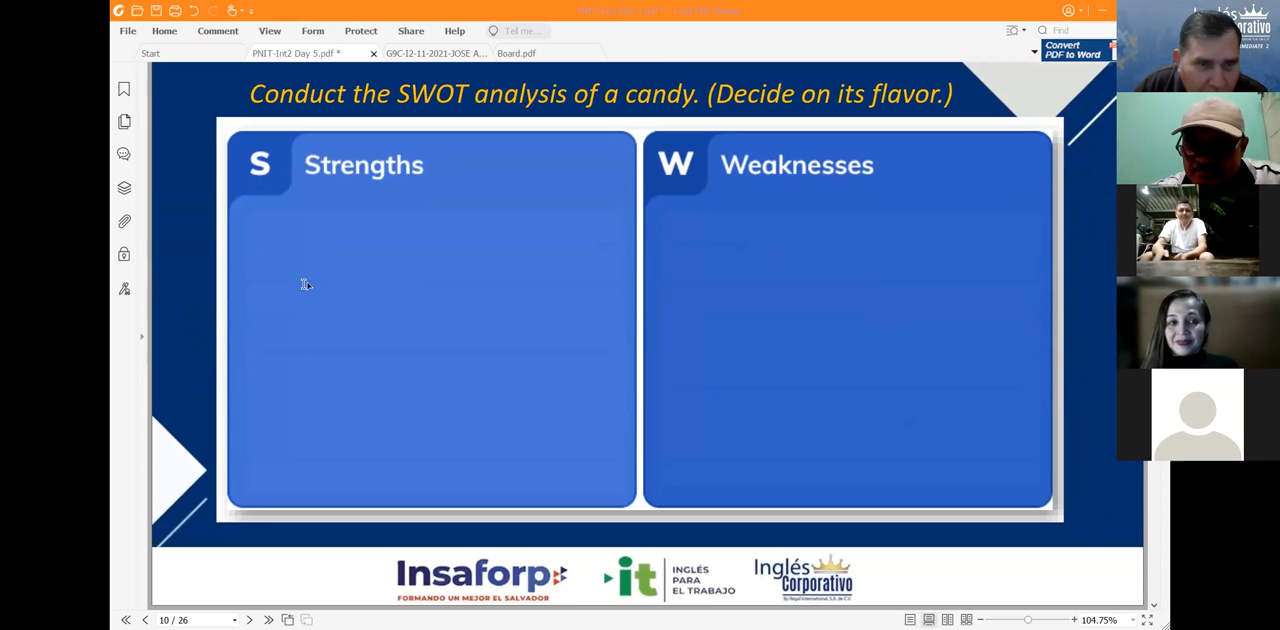 File Home Comment View Form Protect Share Help Tell me... Find
Start PNIT-Int2 Day 5.pdf * G9C-I2-11-2021-JOSE A... Board.pdf
Convert
PDF to Word
Conduct the SWOT analysis of a candy. (Decide on its flavor.)
S Strengths
W Weaknesses
Insaforp
FORMANDO UN MEJOR EL SALVADOR
it INGLÉS
PARA
EL TRABAJO
Inglés
Corporativo
10 / 26
104.75%